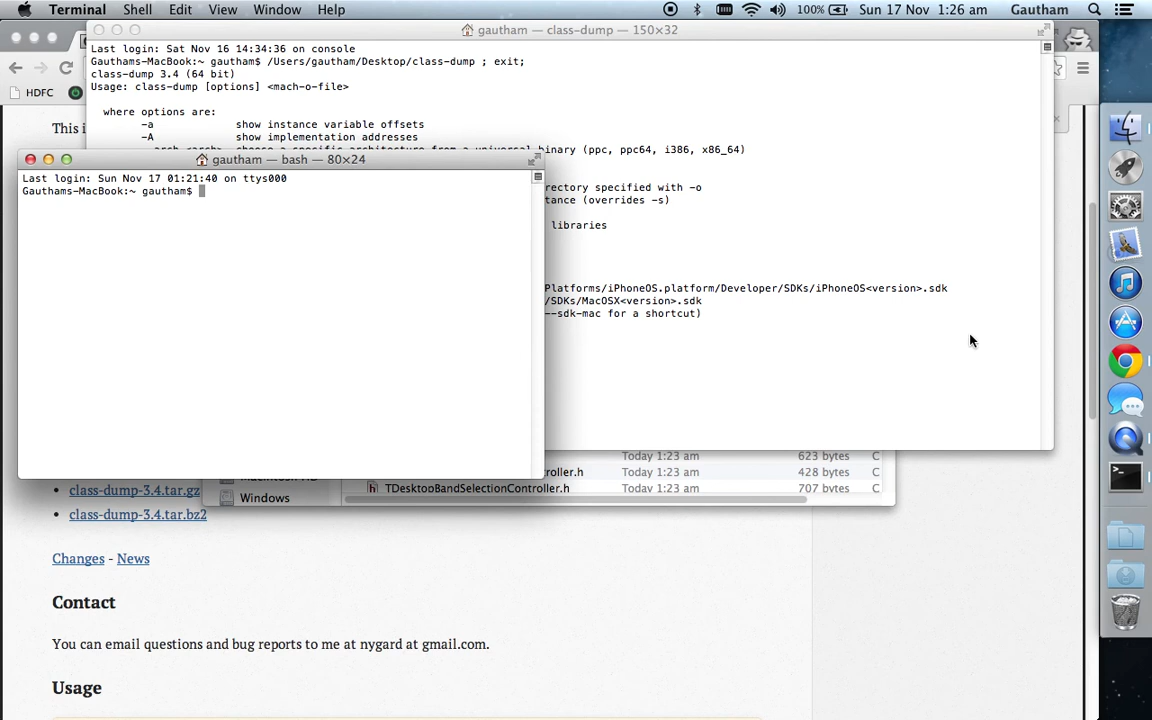 Terminal Shell Edit View Window Help 100% Sun 17 Nov 1:26 am Gautham
gautham — class-dump — 150×32
Last login: Sat Nov 16 14:34:36 on console
Gauthams-MacBook:~ gautham$ /Users/gautham/Desktop/class-dump ; exit;
class-dump 3.4 (64 bit)
Usage: class-dump [options] <mach-o-file>
where options are:
-a show instance variable offsets
-A show implementation addresses
--arch <arch> choose a specific architecture from a universal binary (ppc, ppc64, i386, x86_64)
rectory specified with -o
tance (overrides -s)
libraries
Platforms/iPhoneOS.platform/Developer/SDKs/iPhoneOS<version>.sdk
/SDKs/MacOSX<version>.sdk
--sdk-mac for a shortcut)
HDFC
This i
gautham — bash — 80×24
Last login: Sun Nov 17 01:21:40 on ttys000
Gauthams-MacBook:~ gautham$
Today 1:23 am 623 bytes C
roller.h Today 1:23 am 428 bytes C
h TDesktopBandSelectionController.h Today 1:23 am 707 bytes C
Windows
class-dump-3.4.tar.gz
class-dump-3.4.tar.bz2
Changes - News
Contact
You can email questions and bug reports to me at nygard at gmail.com.
Usage